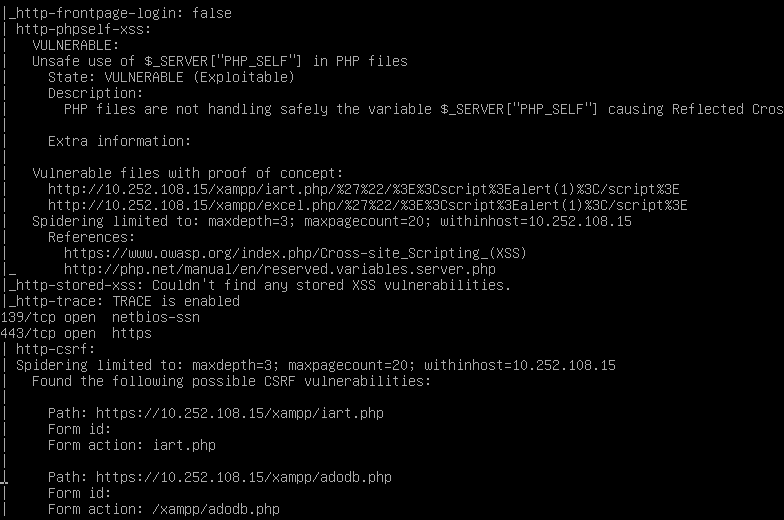 |_http-frontpage-login: false
| http-phpself-xss:
|   VULNERABLE:
|   Unsafe use of $_SERVER["PHP_SELF"] in PHP files
|     State: VULNERABLE (Exploitable)
|     Description:
|       PHP files are not handling safely the variable $_SERVER["PHP_SELF"] causing Reflected Cros
|
|     Extra information:
|
|   Vulnerable files with proof of concept:
|     http://10.252.108.15/xampp/iart.php/%27%22/%3E%3Cscript%3Ealert(1)%3C/script%3E
|     http://10.252.108.15/xampp/excel.php/%27%22/%3E%3Cscript%3Ealert(1)%3C/script%3E
|   Spidering limited to: maxdepth=3; maxpagecount=20; withinhost=10.252.108.15
|     References:
|       https://www.owasp.org/index.php/Cross-site_Scripting_(XSS)
|_      http://php.net/manual/en/reserved.variables.server.php
|_http-stored-xss: Couldn't find any stored XSS vulnerabilities.
|_http-trace: TRACE is enabled
139/tcp open  netbios-ssn
443/tcp open  https
| http-csrf:
| Spidering limited to: maxdepth=3; maxpagecount=20; withinhost=10.252.108.15
|   Found the following possible CSRF vulnerabilities:
|
|     Path: https://10.252.108.15/xampp/iart.php
|     Form id:
|     Form action: iart.php
|
|     Path: https://10.252.108.15/xampp/adodb.php
|     Form id:
|     Form action: /xampp/adodb.php